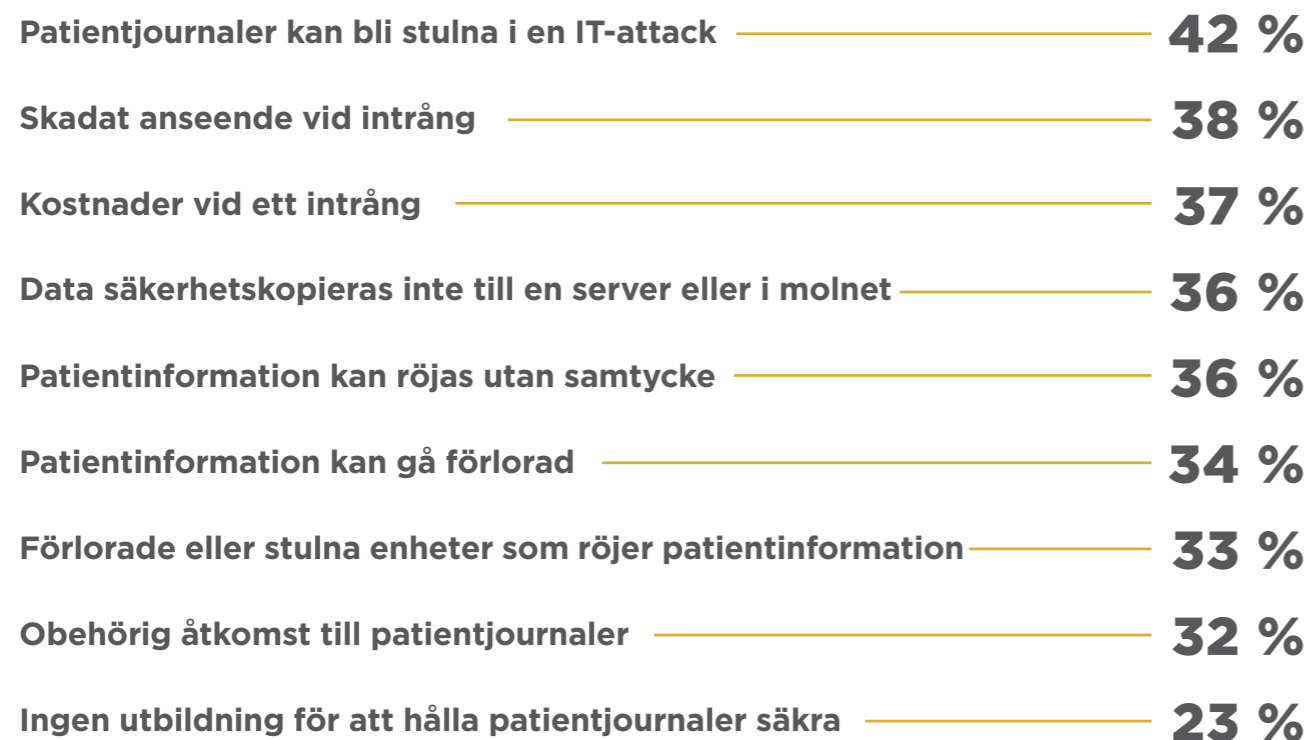 Patientjournaler kan bli stulna i en IT-attack 42 %
Skadat anseende vid intrång 38 %
Kostnader vid ett intrång 37 %
Data säkerhetskopieras inte till en server eller i molnet 36 %
Patientinformation kan röjas utan samtycke 36 %
Patientinformation kan gå förlorad 34 %
Förlorade eller stulna enheter som röjer patientinformation 33 %
Obehörig åtkomst till patientjournaler 32 %
Ingen utbildning för att hålla patientjournaler säkra 23 %